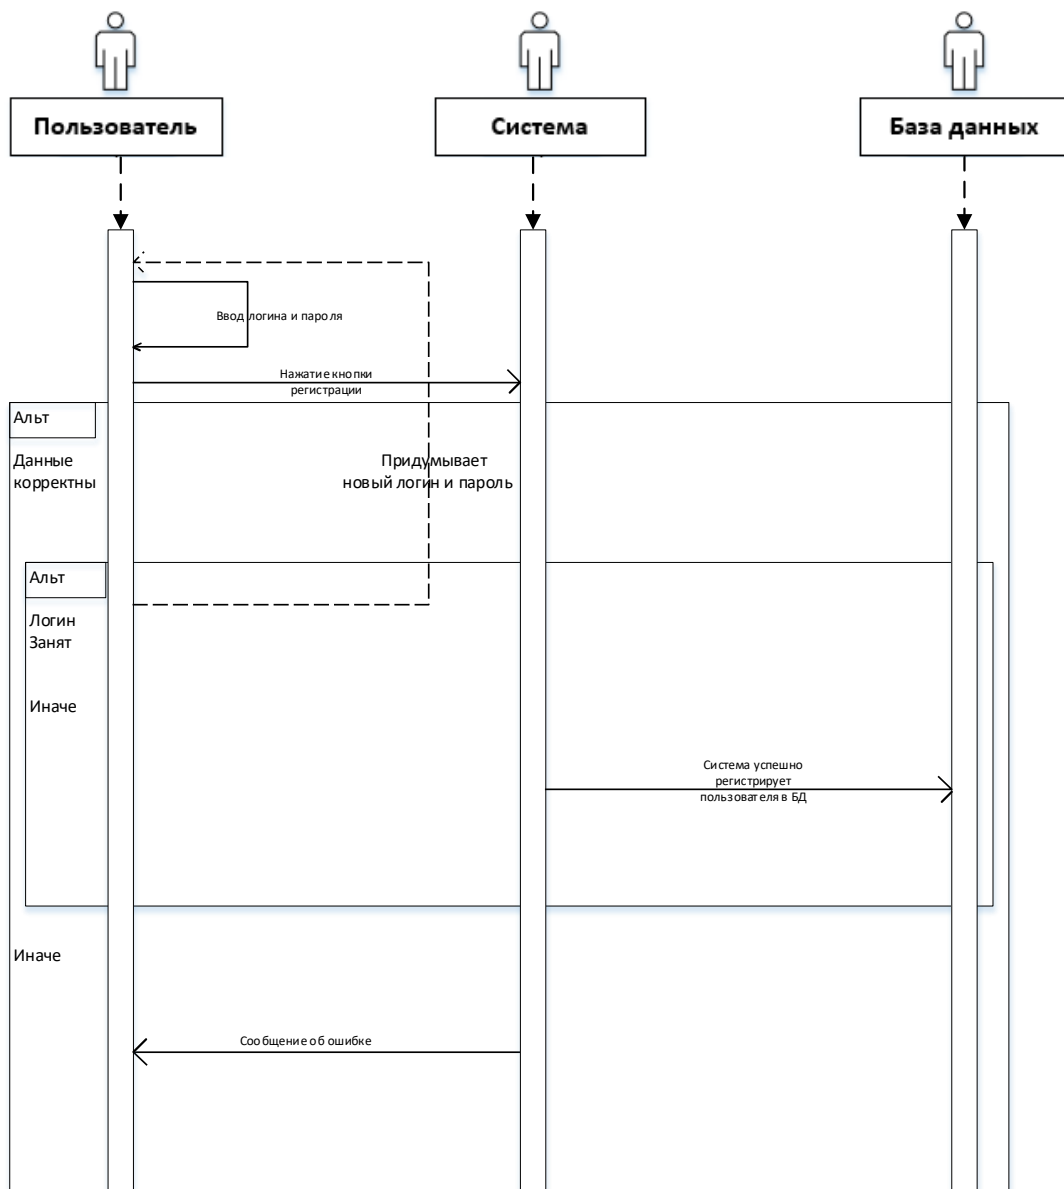 Пользователь
Система
База данных
Ввод логина и пароля
Нажатие кнопки
регистрации
Альт
Данные
корректны
Придумывает
новый логин и пароль
Альт
Логин
Занят
Иначе
Система успешно
регистрирует
пользователя в БД
Иначе
Сообщение об ошибке